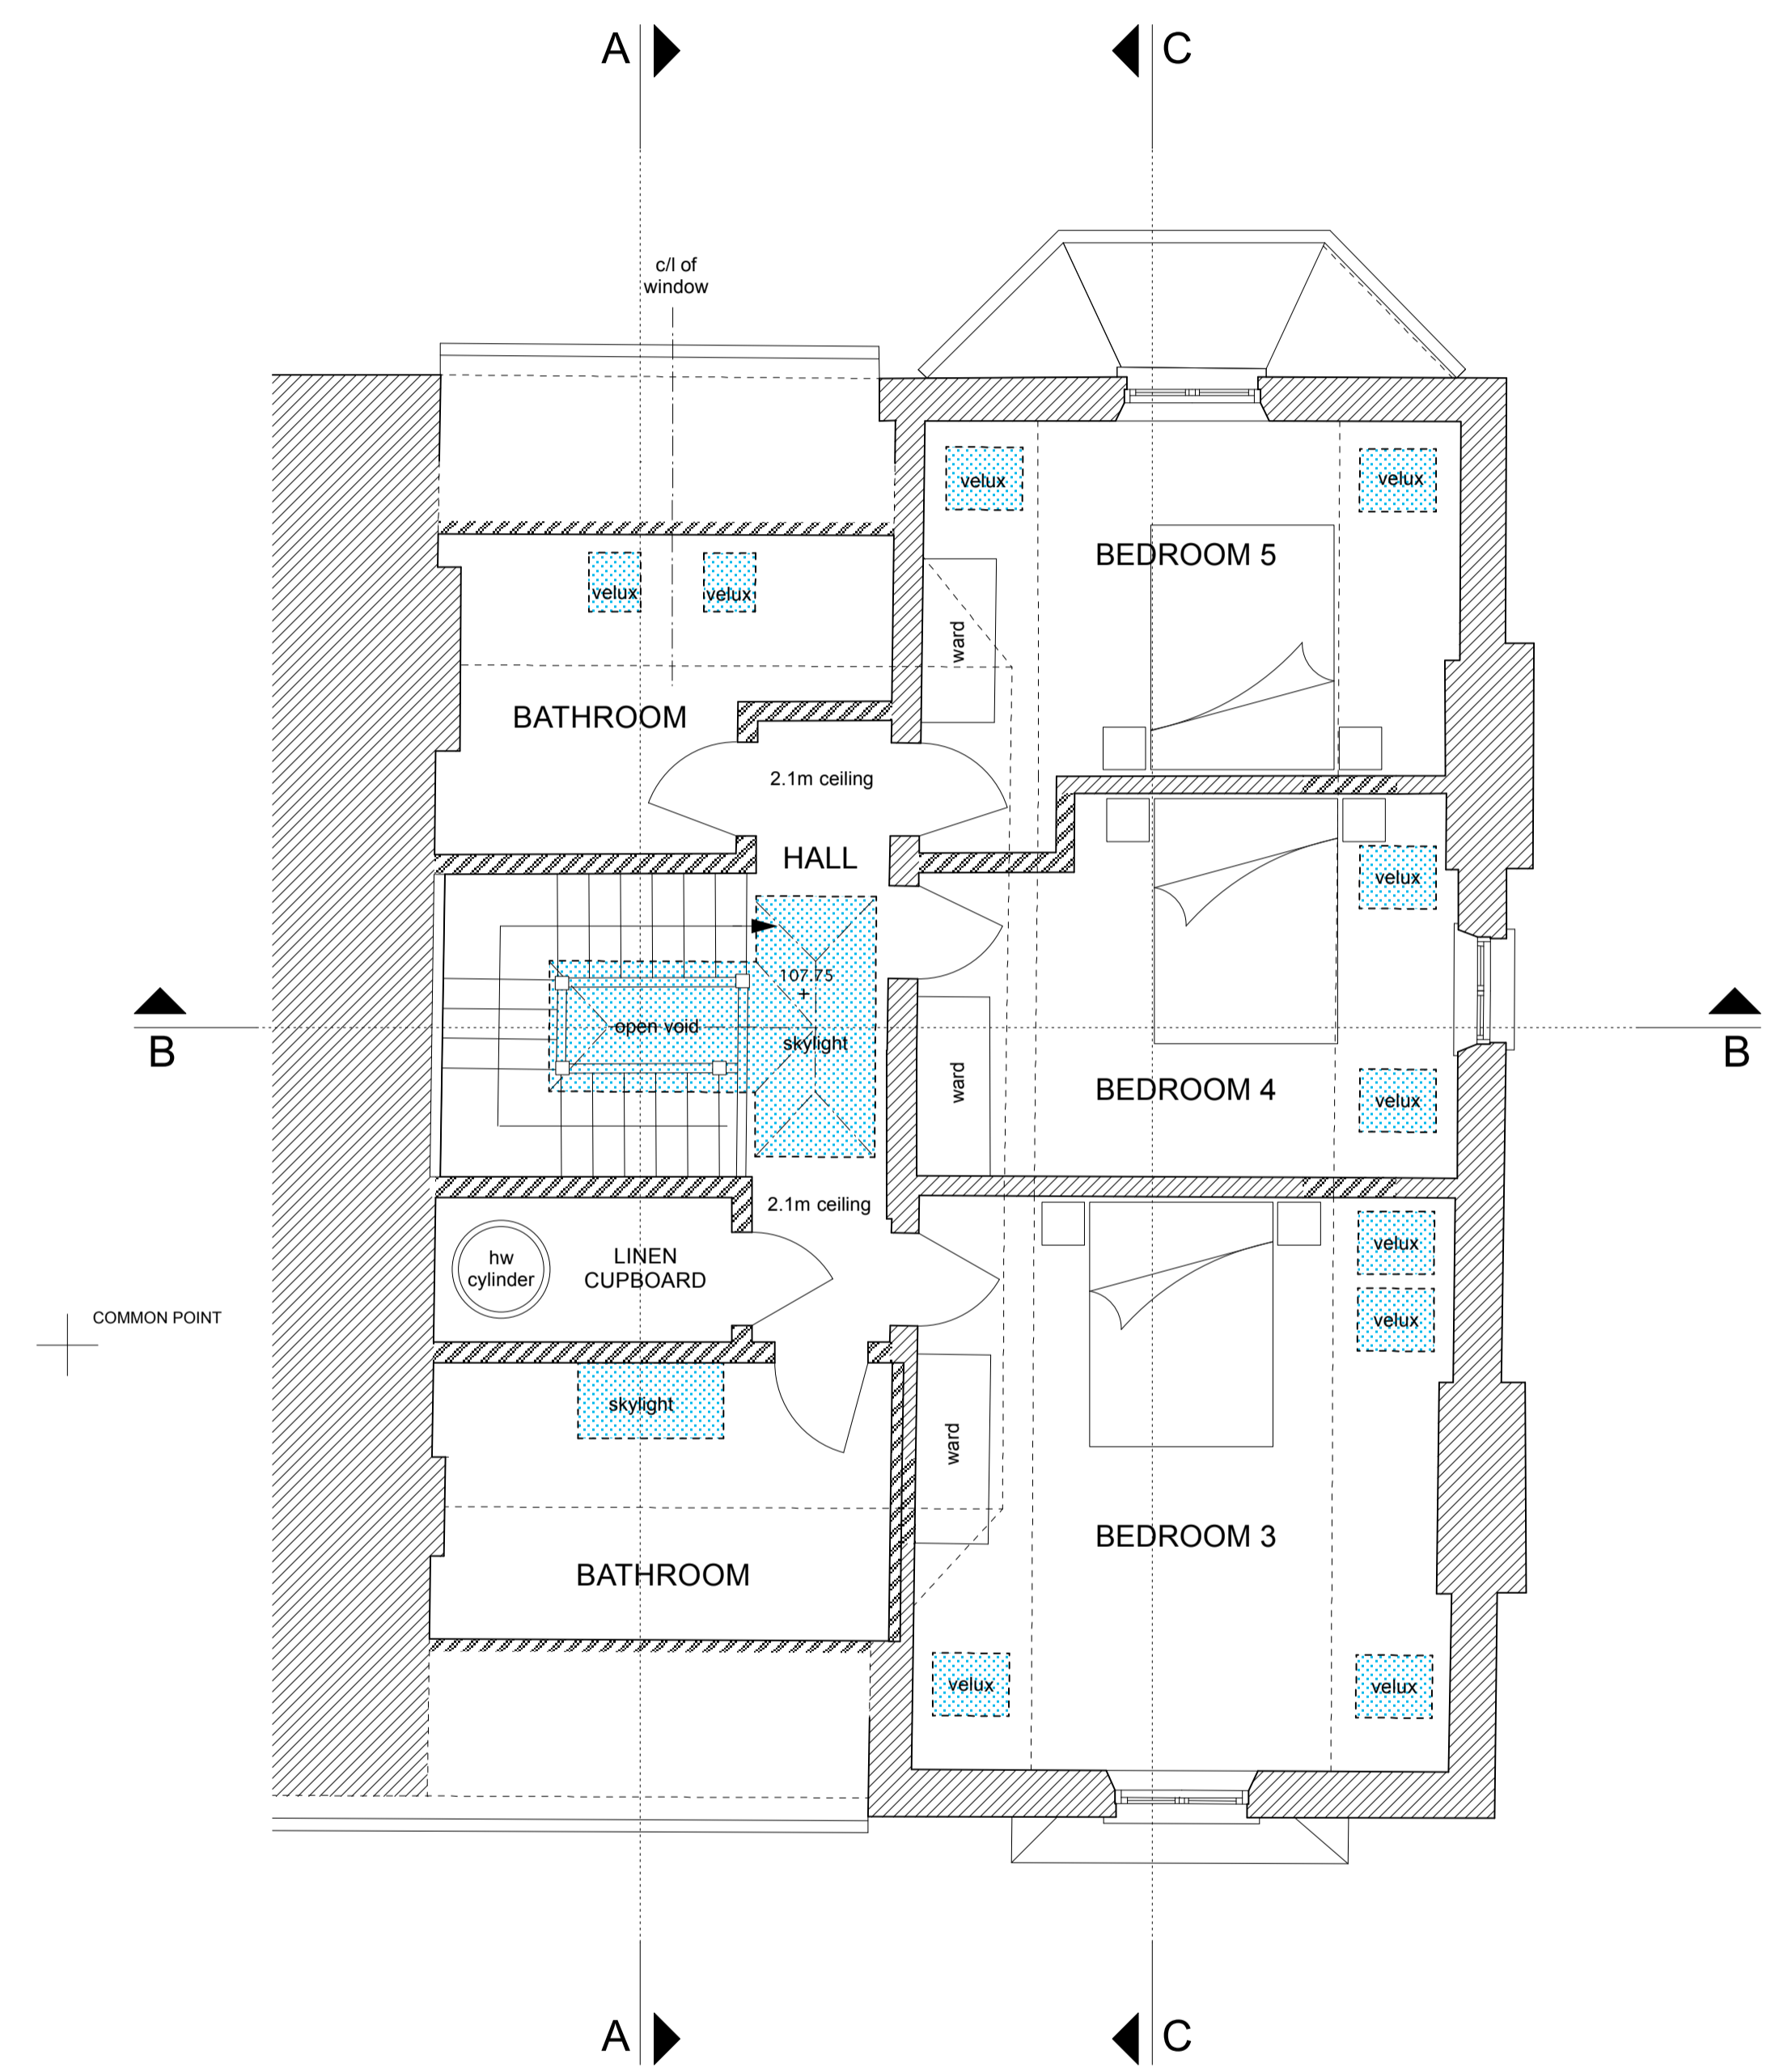 A
C
c/l of
window
velux
velux
BEDROOM 5
velux
velux
ward
BATHROOM
2.1m ceiling
HALL
velux
107.75
+
open void
skylight
B
B
ward
BEDROOM 4
velux
2.1m ceiling
hw
cylinder
LINEN
CUPBOARD
velux
velux
COMMON POINT
skylight
ward
BEDROOM 3
BATHROOM
velux
velux
A
C